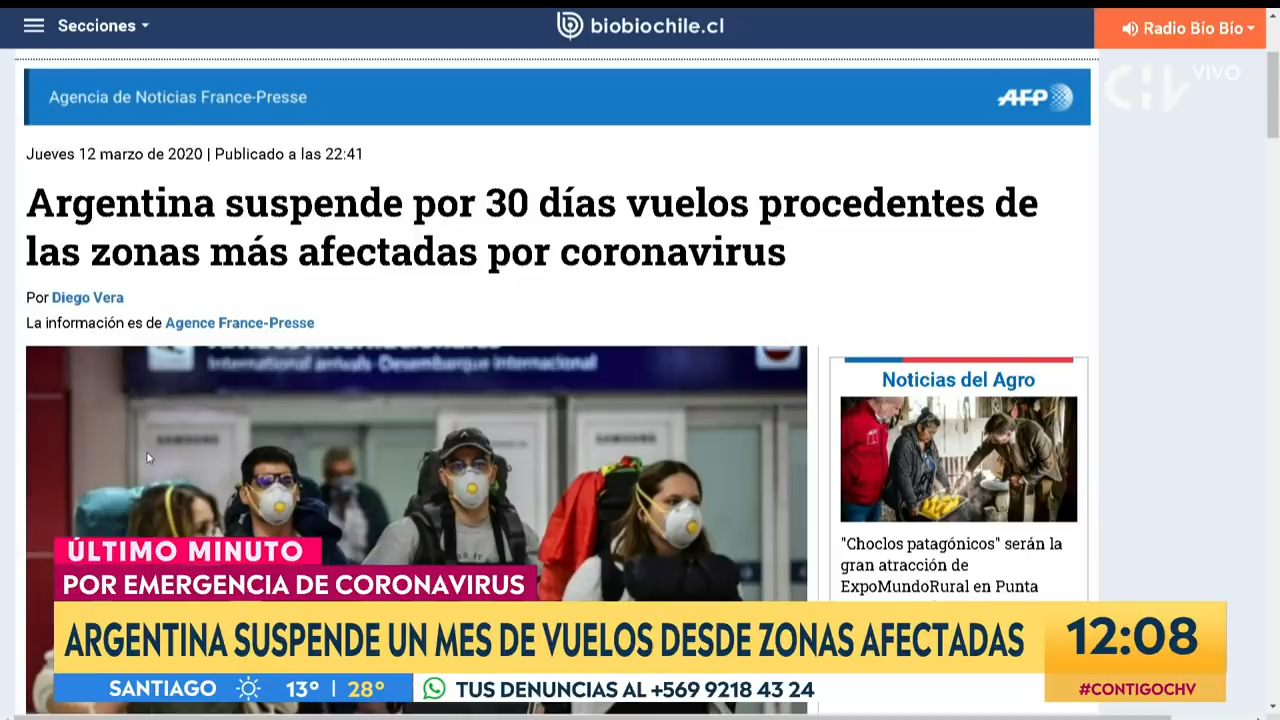 Secciones
biobiochile.cl
Radio Bío Bío
CHV VIVO
Agencia de Noticias France-Presse
AFP
Jueves 12 marzo de 2020 | Publicado a las 22:41
Argentina suspende por 30 días vuelos procedentes de
las zonas más afectadas por coronavirus
Por Diego Vera
La información es de Agence France-Presse
International arrivals Desembarque internacional
SAMSUNG
SAMSUNG
Noticias del Agro
"Choclos patagónicos" serán la
gran atracción de
ExpoMundoRural en Punta
ÚLTIMO MINUTO
POR EMERGENCIA DE CORONAVIRUS
ARGENTINA SUSPENDE UN MES DE VUELOS DESDE ZONAS AFECTADAS
12:08
SANTIAGO 13° | 28°
TUS DENUNCIAS AL +569 9218 43 24
#CONTIGOCHV